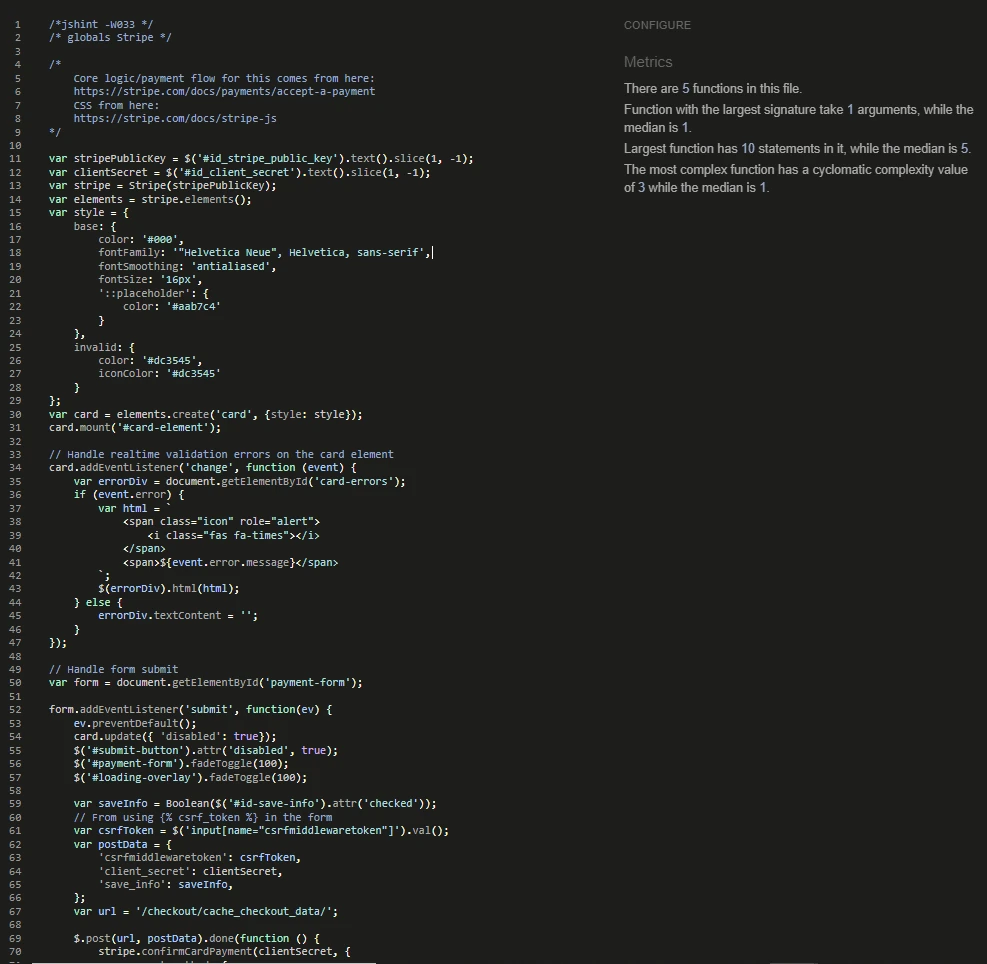 1 /*jshint -W033 */
2 /* globals Stripe */
3
4 /*
5 Core logic/payment flow for this comes from here:
6 https://stripe.com/docs/payments/accept-a-payment
7 CSS from here:
8 https://stripe.com/docs/stripe-js
9 */
10
11 var stripePublicKey = $('#id_stripe_public_key').text().slice(1, -1);
12 var clientSecret = $('#id_client_secret').text().slice(1, -1);
13 var stripe = Stripe(stripePublicKey);
14 var elements = stripe.elements();
15 var style = {
16 base: {
17 color: '#000',
18 fontFamily: '"Helvetica Neue", Helvetica, sans-serif',
19 fontSmoothing: 'antialiased',
20 fontSize: '16px',
21 '::placeholder': {
22 color: '#aab7c4'
23 }
24 },
25 invalid: {
26 color: '#dc3545',
27 iconColor: '#dc3545'
28 }
29 };
30 var card = elements.create('card', {style: style});
31 card.mount('#card-element');
32
33 // Handle realtime validation errors on the card element
34 card.addEventListener('change', function (event) {
35 var errorDiv = document.getElementById('card-errors');
36 if (event.error) {
37 var html = `
38 <span class="icon" role="alert">
39 <i class="fas fa-times"></i>
40 </span>
41 <span>${event.error.message}</span>
42 `;
43 $(errorDiv).html(html);
44 } else {
45 errorDiv.textContent = '';
46 }
47 });
48
49 // Handle form submit
50 var form = document.getElementById('payment-form');
51
52 form.addEventListener('submit', function(ev) {
53 ev.preventDefault();
54 card.update({ 'disabled': true});
55 $('#submit-button').attr('disabled', true);
56 $('#payment-form').fadeToggle(100);
57 $('#loading-overlay').fadeToggle(100);
58
59 var saveInfo = Boolean($('#id-save-info').attr('checked'));
60 // From using {% csrf_token %} in the form
61 var csrfToken = $('input[name="csrfmiddlewaretoken"]').val();
62 var postData = {
63 'csrfmiddlewaretoken': csrfToken,
64 'client_secret': clientSecret,
65 'save_info': saveInfo,
66 };
67 var url = '/checkout/cache_checkout_data/';
68
69 $.post(url, postData).done(function () {
70 stripe.confirmCardPayment(clientSecret, {
CONFIGURE
Metrics
There are 5 functions in this file.
Function with the largest signature take 1 arguments, while the
median is 1.
Largest function has 10 statements in it, while the median is 5.
The most complex function has a cyclomatic complexity value
of 3 while the median is 1.